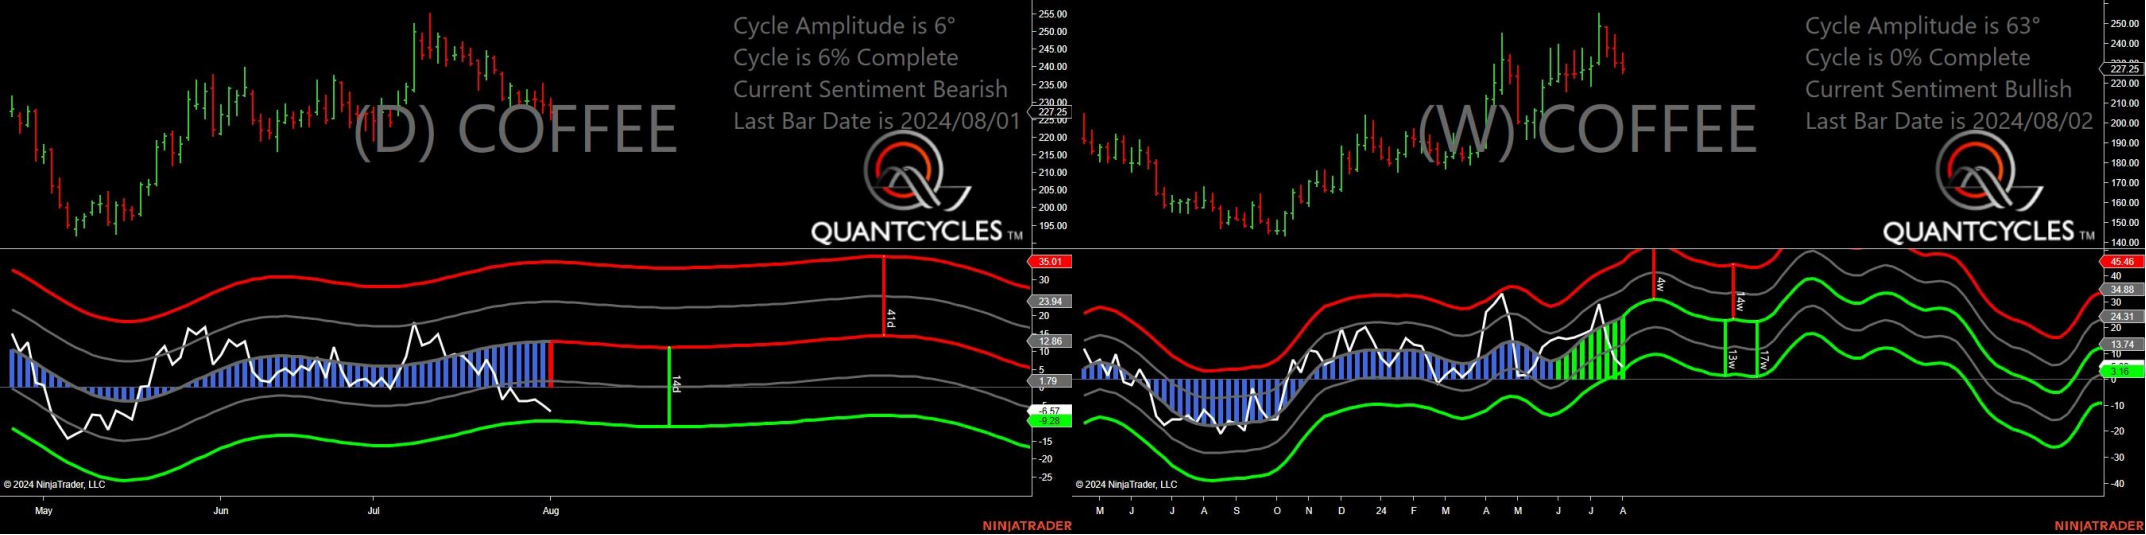 Cycle Amplitude is 6°
Cycle is 6% Complete
Current Sentiment Bearish
Last Bar Date is 2024/08/01
(D) COFFEE
QUANTCYCLES TM
255.00
250.00
245.00
240.00
235.00
230.00
227.25
225.00
220.00
215.00
210.00
205.00
200.00
195.00
35.01
30
23.94
20
15
12.86
10
5
1.79
0
-6.57
-9.28
-15
-20
-25
41d
14d
© 2024 NinjaTrader, LLC
May Jun Jul Aug
NINJATRADER
Cycle Amplitude is 63°
Cycle is 0% Complete
Current Sentiment Bullish
Last Bar Date is 2024/08/02
(W) COFFEE
QUANTCYCLES TM
250.00
240.00
227.25
220.00
210.00
200.00
190.00
180.00
170.00
160.00
150.00
140.00
45.46
40
34.88
30
24.31
20
13.74
10
3.16
0
-10
-20
-30
-40
4w
14w
13w
17w
© 2024 NinjaTrader, LLC
M J J A S O N D 24 F M A M J J A
NINJATRADER